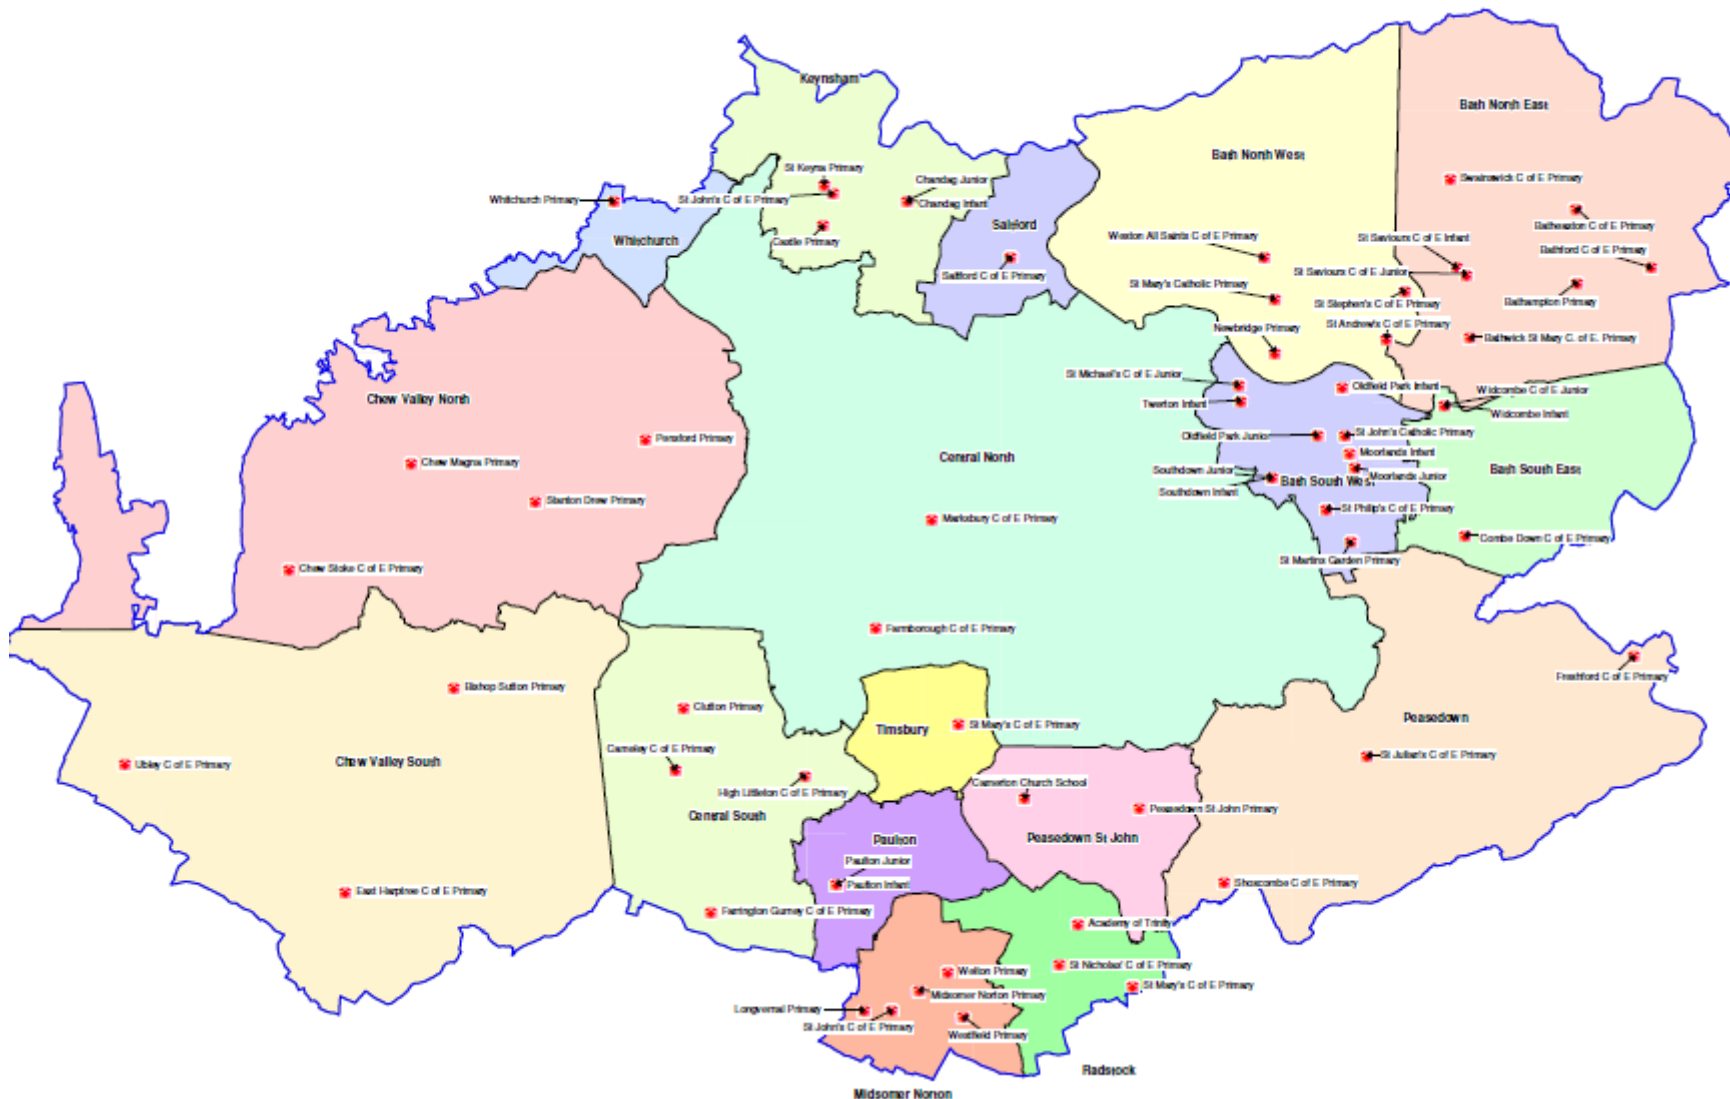 Keynsham
Bath North East
Bath North West
St Keyna Primary
Swainswick C of E Primary
Chandag Junior
Whitchurch Primary
St John's C of E Primary
Chandag Infant
Batheaston C of E Primary
Saltford
Castle Primary
Whitchurch
Weston All Saints C of E Primary
St Saviours C of E Infant
Bathford C of E Primary
Saltford C of E Primary
St Saviours C of E Junior
St Mary's Catholic Primary
St Stephen's C of E Primary
Bathampton Primary
Newbridge Primary
St Andrew's C of E Primary
Bathwick St Mary C. of E. Primary
St Michael's C of E Junior
Oldfield Park Infant
Widcombe C of E Junior
Chew Valley North
Twerton Infant
Widcombe Infant
Pensford Primary
Oldfield Park Junior
St John's Catholic Primary
Central North
Moorlands Infant
Chew Magna Primary
Southdown Junior
Bath South East
Moorlands Junior
Bath South West
Southdown Infant
Stanton Drew Primary
St Philip's C of E Primary
Marksbury C of E Primary
Combe Down C of E Primary
St Martins Garden Primary
Chew Stoke C of E Primary
Farmborough C of E Primary
Freshford C of E Primary
Bishop Sutton Primary
Clutton Primary
Peasedown
Timsbury
St Mary's C of E Primary
Cameley C of E Primary
St Julian's C of E Primary
Ubley C of E Primary
Chew Valley South
Camerton Church School
High Littleton C of E Primary
Peasedown St John Primary
Central South
Peasedown St John
Paulton
Paulton Junior
Paulton Infant
Shoscombe C of E Primary
East Harptree C of E Primary
Farrington Gurney C of E Primary
Academy of Trinity
St Nicholas' C of E Primary
Welton Primary
St Mary's C of E Primary
Midsomer Norton Primary
Longvernal Primary
St John's C of E Primary
Westfield Primary
Radstock
Midsomer Norton